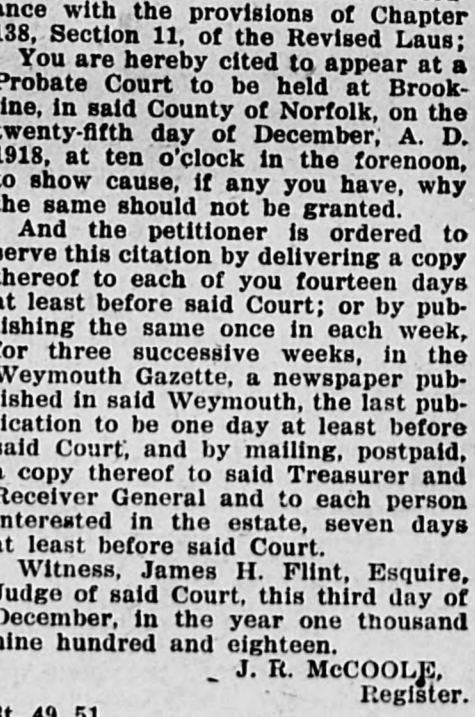 ance with the provisions of Chapter
138, Section 11, of the Revised Laus;
You are hereby cited to appear at a
Probate Court to be held at Brook-
line, in said County of Norfolk, on the
twenty-fifth day of December, A. D.
1918, at ten o'clock in the forenoon,
to show cause, if any you have, why
the same should not be granted.
And the petitioner is ordered to
serve this citation by delivering a copy
thereof to each of you fourteen days
at least before said Court; or by pub-
lishing the same once in each week,
for three successive weeks, in the
Weymouth Gazette, a newspaper pub-
lished in said Weymouth, the last pub-
lication to be one day at least before
said Court, and by mailing, postpaid,
a copy thereof to said Treasurer and
Receiver General and to each person
interested in the estate, seven days
at least before said Court.
Witness, James H. Flint, Esquire,
Judge of said Court, this third day of
December, in the year one thousand
nine hundred and eighteen.
J. R. McCOOLE,
Register.
3t, 49, 51